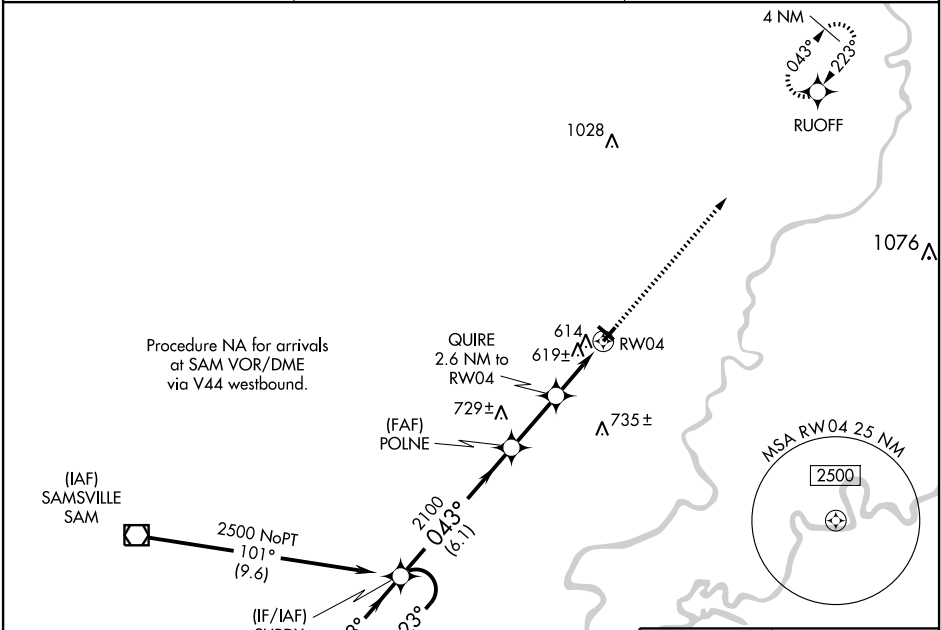 4 NM
043°
223°
RUOFF
1028
1076
614
RW04
619±
QUIRE
2.6 NM to
RW04
Procedure NA for arrivals
at SAM VOR/DME
via V44 westbound.
729±
735±
(FAF)
POLNE
MSA RW04 25 NM
2500
(IAF)
SAMSVILLE
SAM
2100
043°
(6.1)
2500 NoPT
101°
(9.6)
(IF/IAF)